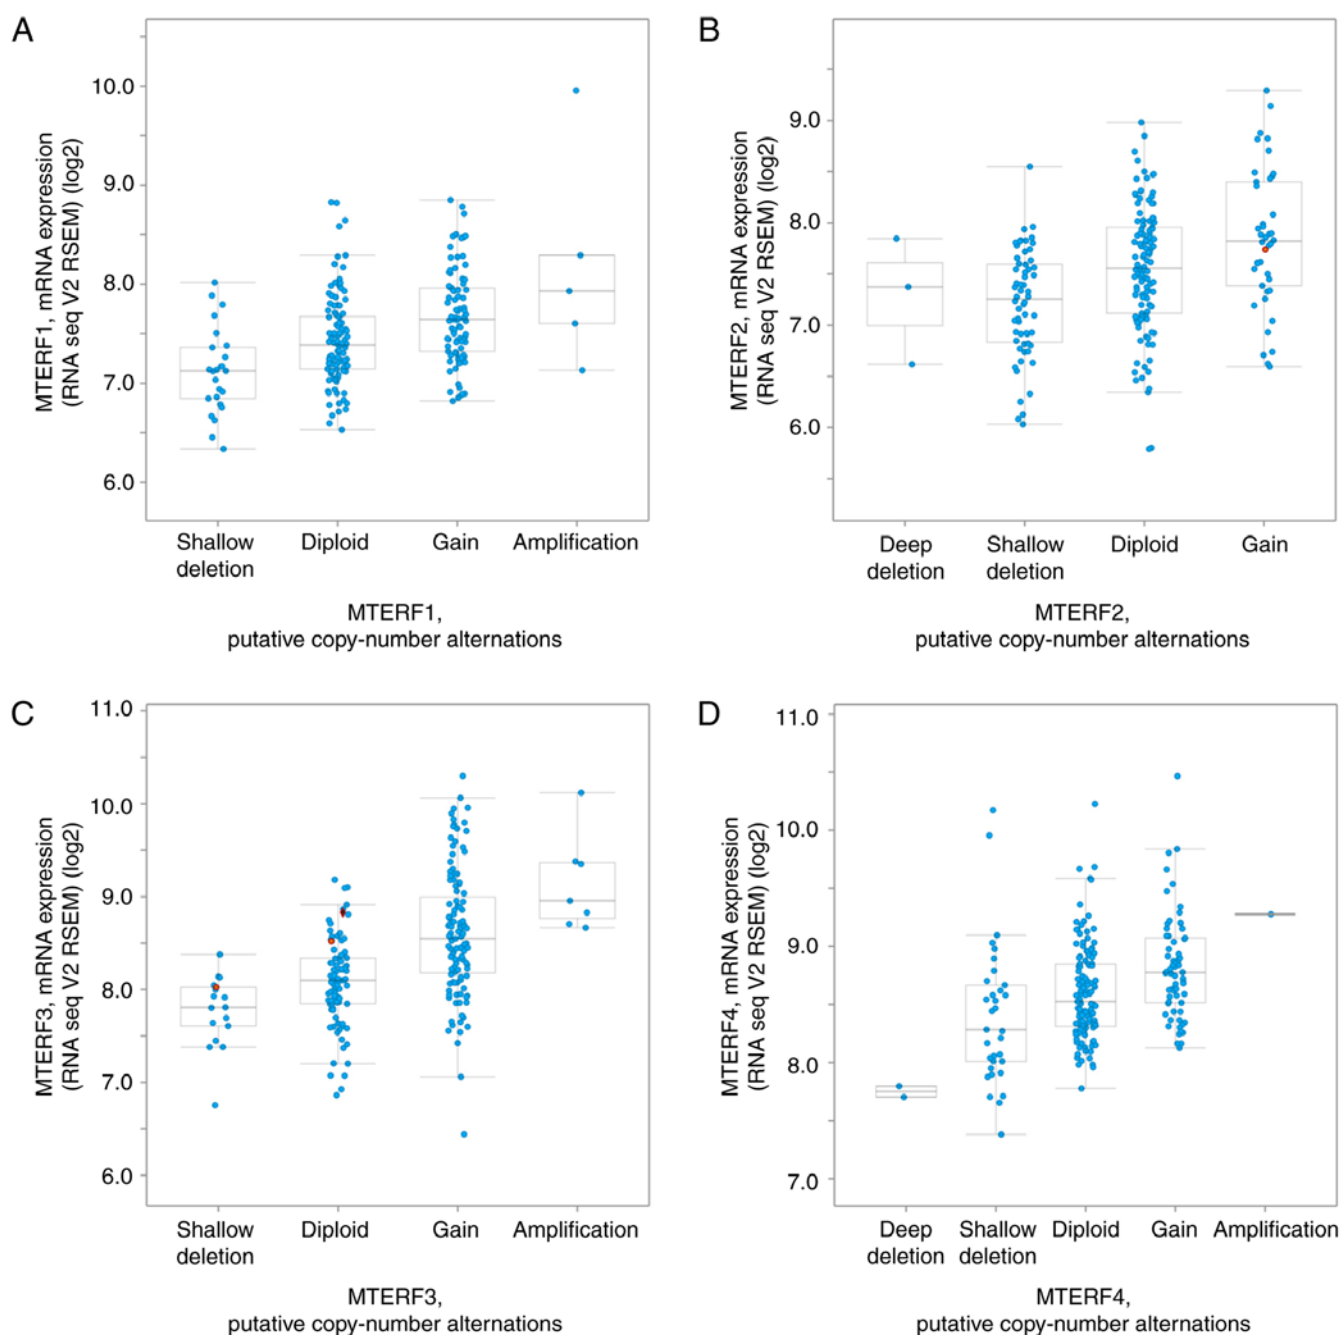 A
MTERF1, mRNA expression
(RNA seq V2 RSEM) (log2)
10.0
9.0
8.0
7.0
6.0
Shallow
deletion
Diploid
Gain
Amplification
MTERF1,
putative copy-number alternations
B
MTERF2, mRNA expression
(RNA seq V2 RSEM) (log2)
9.0
8.0
7.0
6.0
Deep
deletion
Shallow
deletion
Diploid
Gain
MTERF2,
putative copy-number alternations
C
MTERF3, mRNA expression
(RNA seq V2 RSEM) (log2)
11.0
10.0
9.0
8.0
7.0
6.0
Shallow
deletion
Diploid
Gain
Amplification
MTERF3,
putative copy-number alternations
D
MTERF4, mRNA expression
(RNA seq V2 RSEM) (log2)
11.0
10.0
9.0
8.0
7.0
Deep
deletion
Shallow
deletion
Diploid
Gain
Amplification
MTERF4,
putative copy-number alternations